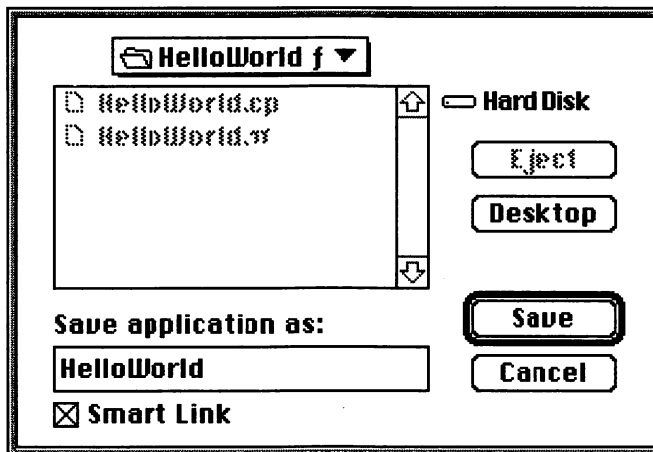 HelloWorld ƒ
HelloWorld.cp
HelloWorld.π
Hard Disk
Eject
Desktop
Save application as:
HelloWorld
Smart Link
Save
Cancel